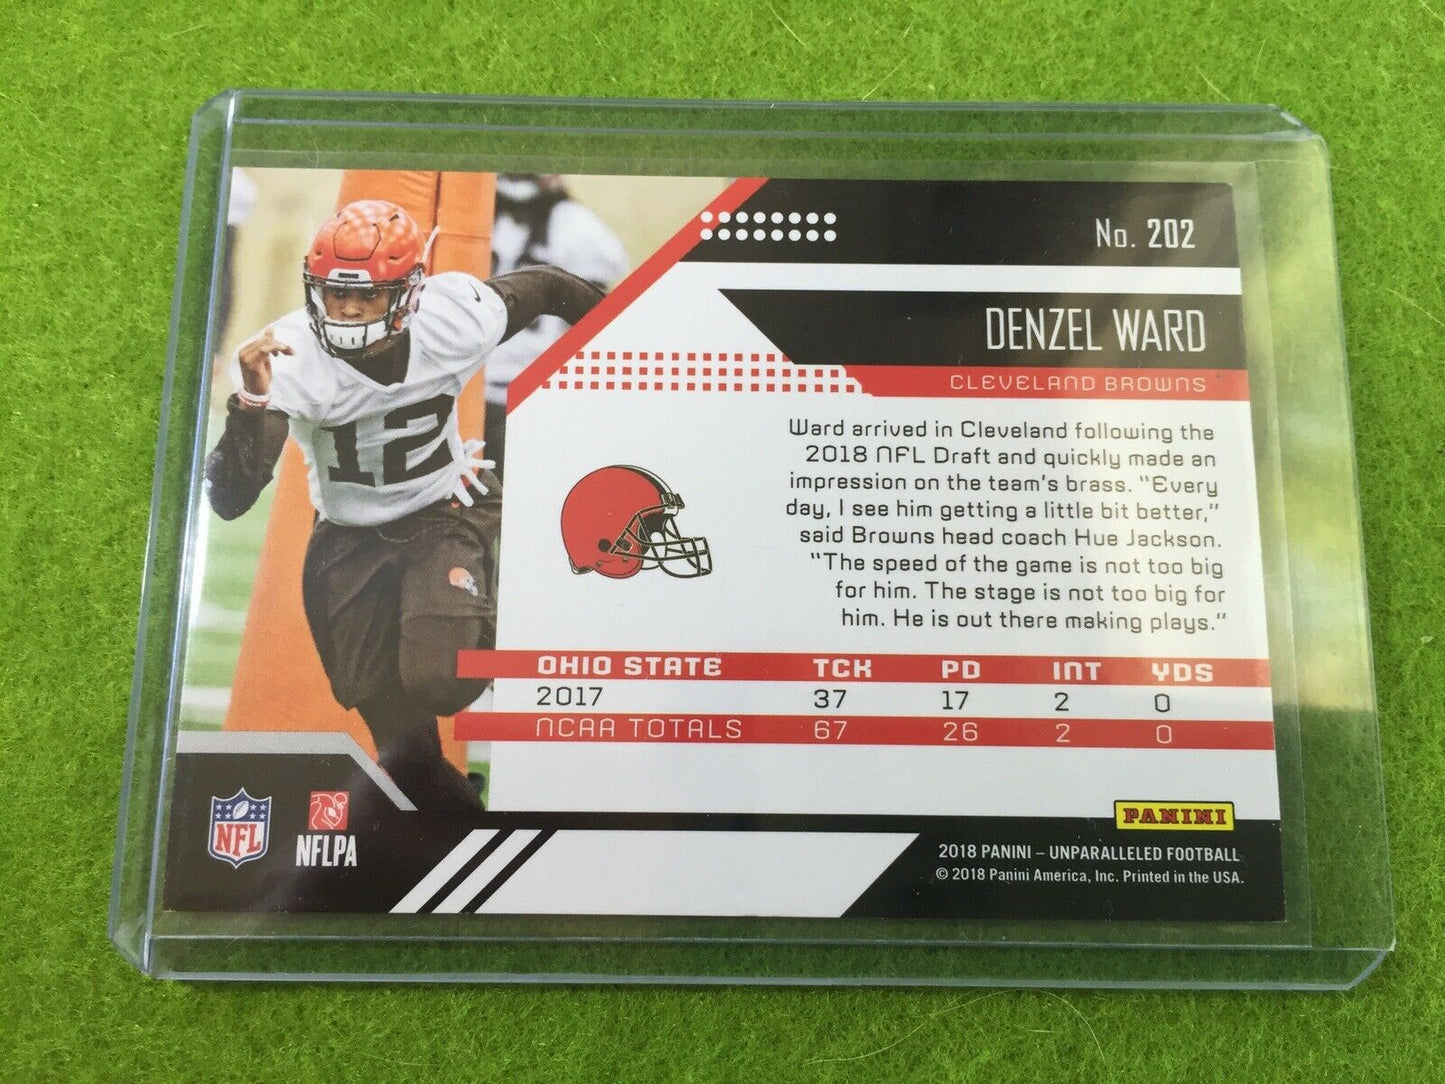 No. 202
DENZEL WARD
CLEVELAND BROWNS
Ward arrived in Cleveland following the
2018 NFL Draft and quickly made an
impression on the team's brass. "Every
day, I see him getting a little bit better,"
said Browns head coach Hue Jackson.
"The speed of the game is not too big
for him. The stage is not too big for
him. He is out there making plays."
OHIO STATE TCK PD INT YDS
2017 37 17 2 0
NCAA TOTALS 67 26 2 0
12
NFL
NFLPA
PANINI
2018 PANINI – UNPARALLELED FOOTBALL
© 2018 Panini America, Inc. Printed in the USA.